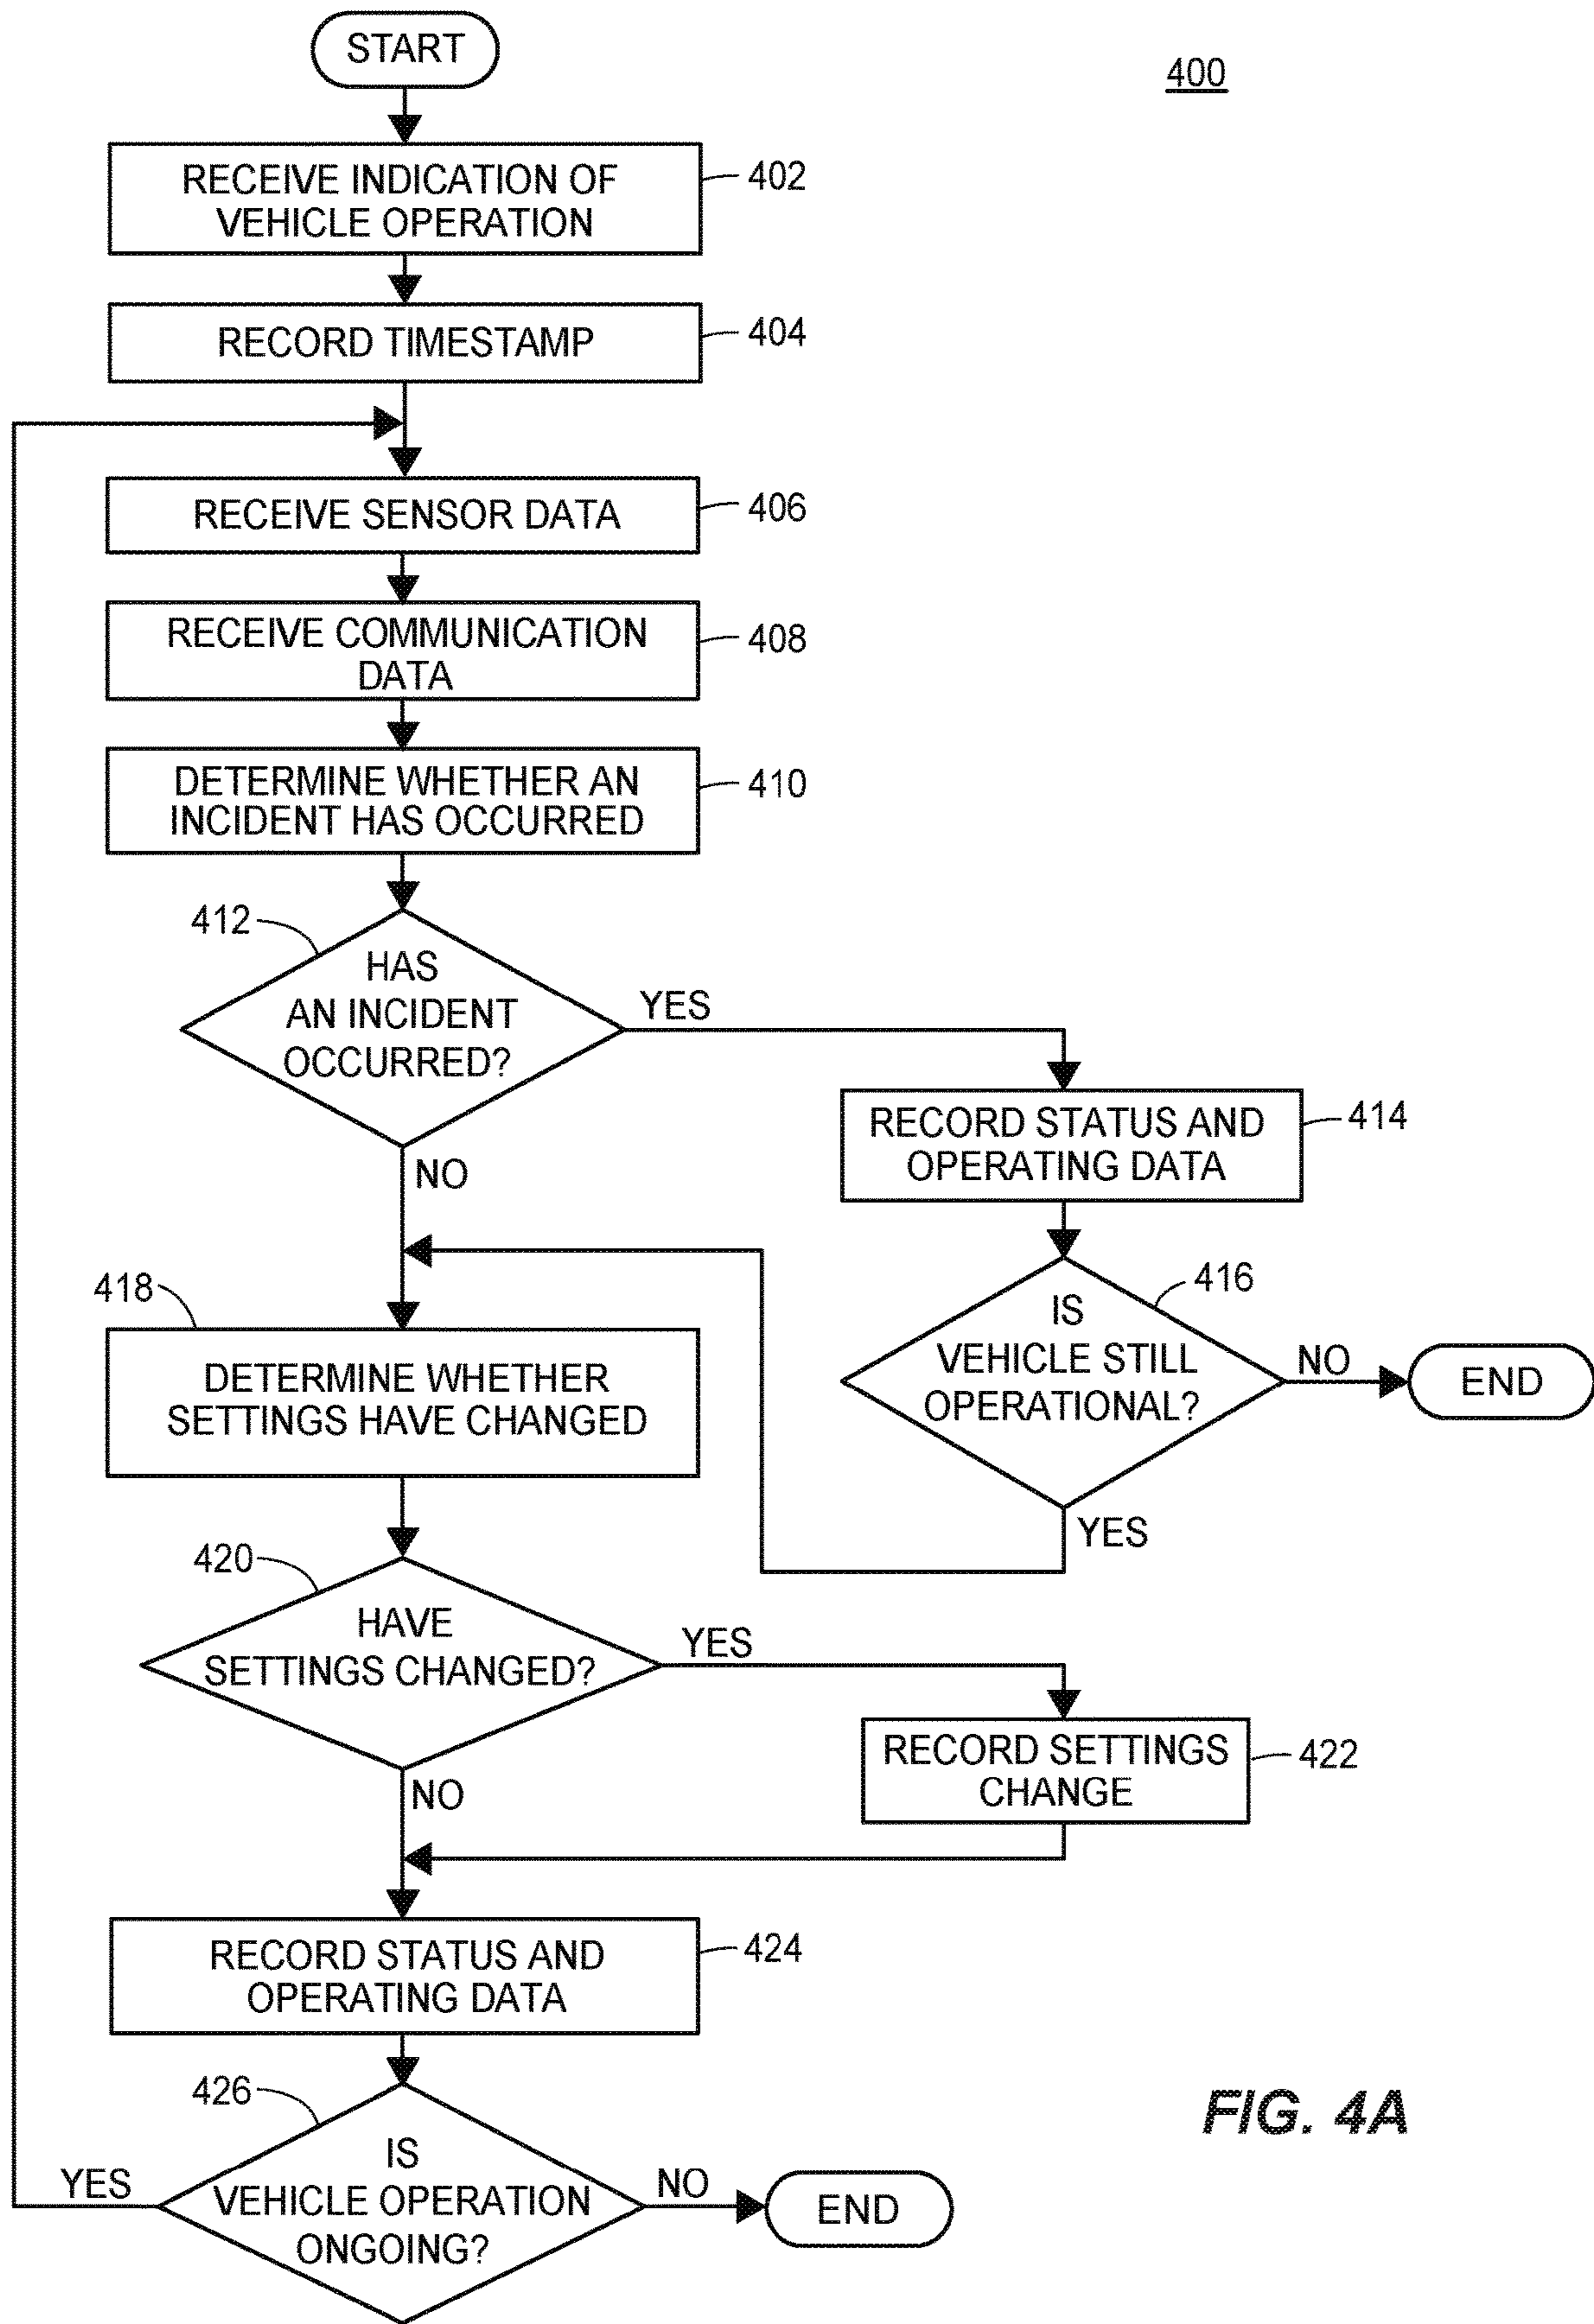 START
400
RECEIVE INDICATION OF
VEHICLE OPERATION
402
RECORD TIMESTAMP
404
RECEIVE SENSOR DATA
406
RECEIVE COMMUNICATION
DATA
408
DETERMINE WHETHER AN
INCIDENT HAS OCCURRED
410
412
HAS
AN INCIDENT
OCCURRED?
YES
NO
RECORD STATUS AND
OPERATING DATA
414
416
IS
VEHICLE STILL
OPERATIONAL?
NO
END
YES
418
DETERMINE WHETHER
SETTINGS HAVE CHANGED
420
HAVE
SETTINGS CHANGED?
YES
NO
RECORD SETTINGS
CHANGE
422
RECORD STATUS AND
OPERATING DATA
424
426
IS
VEHICLE OPERATION
ONGOING?
YES
NO
END
FIG. 4A